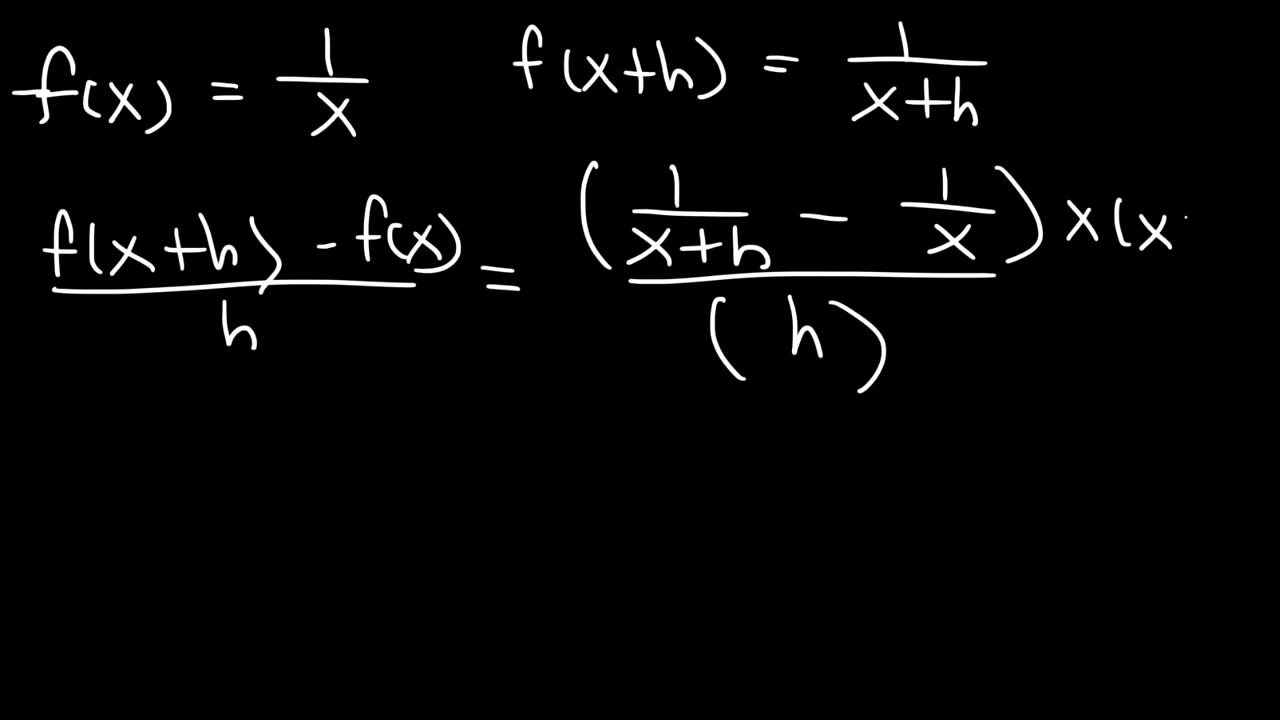 f(x) = 1/x f(x+h) = 1/(x+h)
(f(x+h) - f(x))/h = (1/(x+h) - 1/x) x(x / (h)